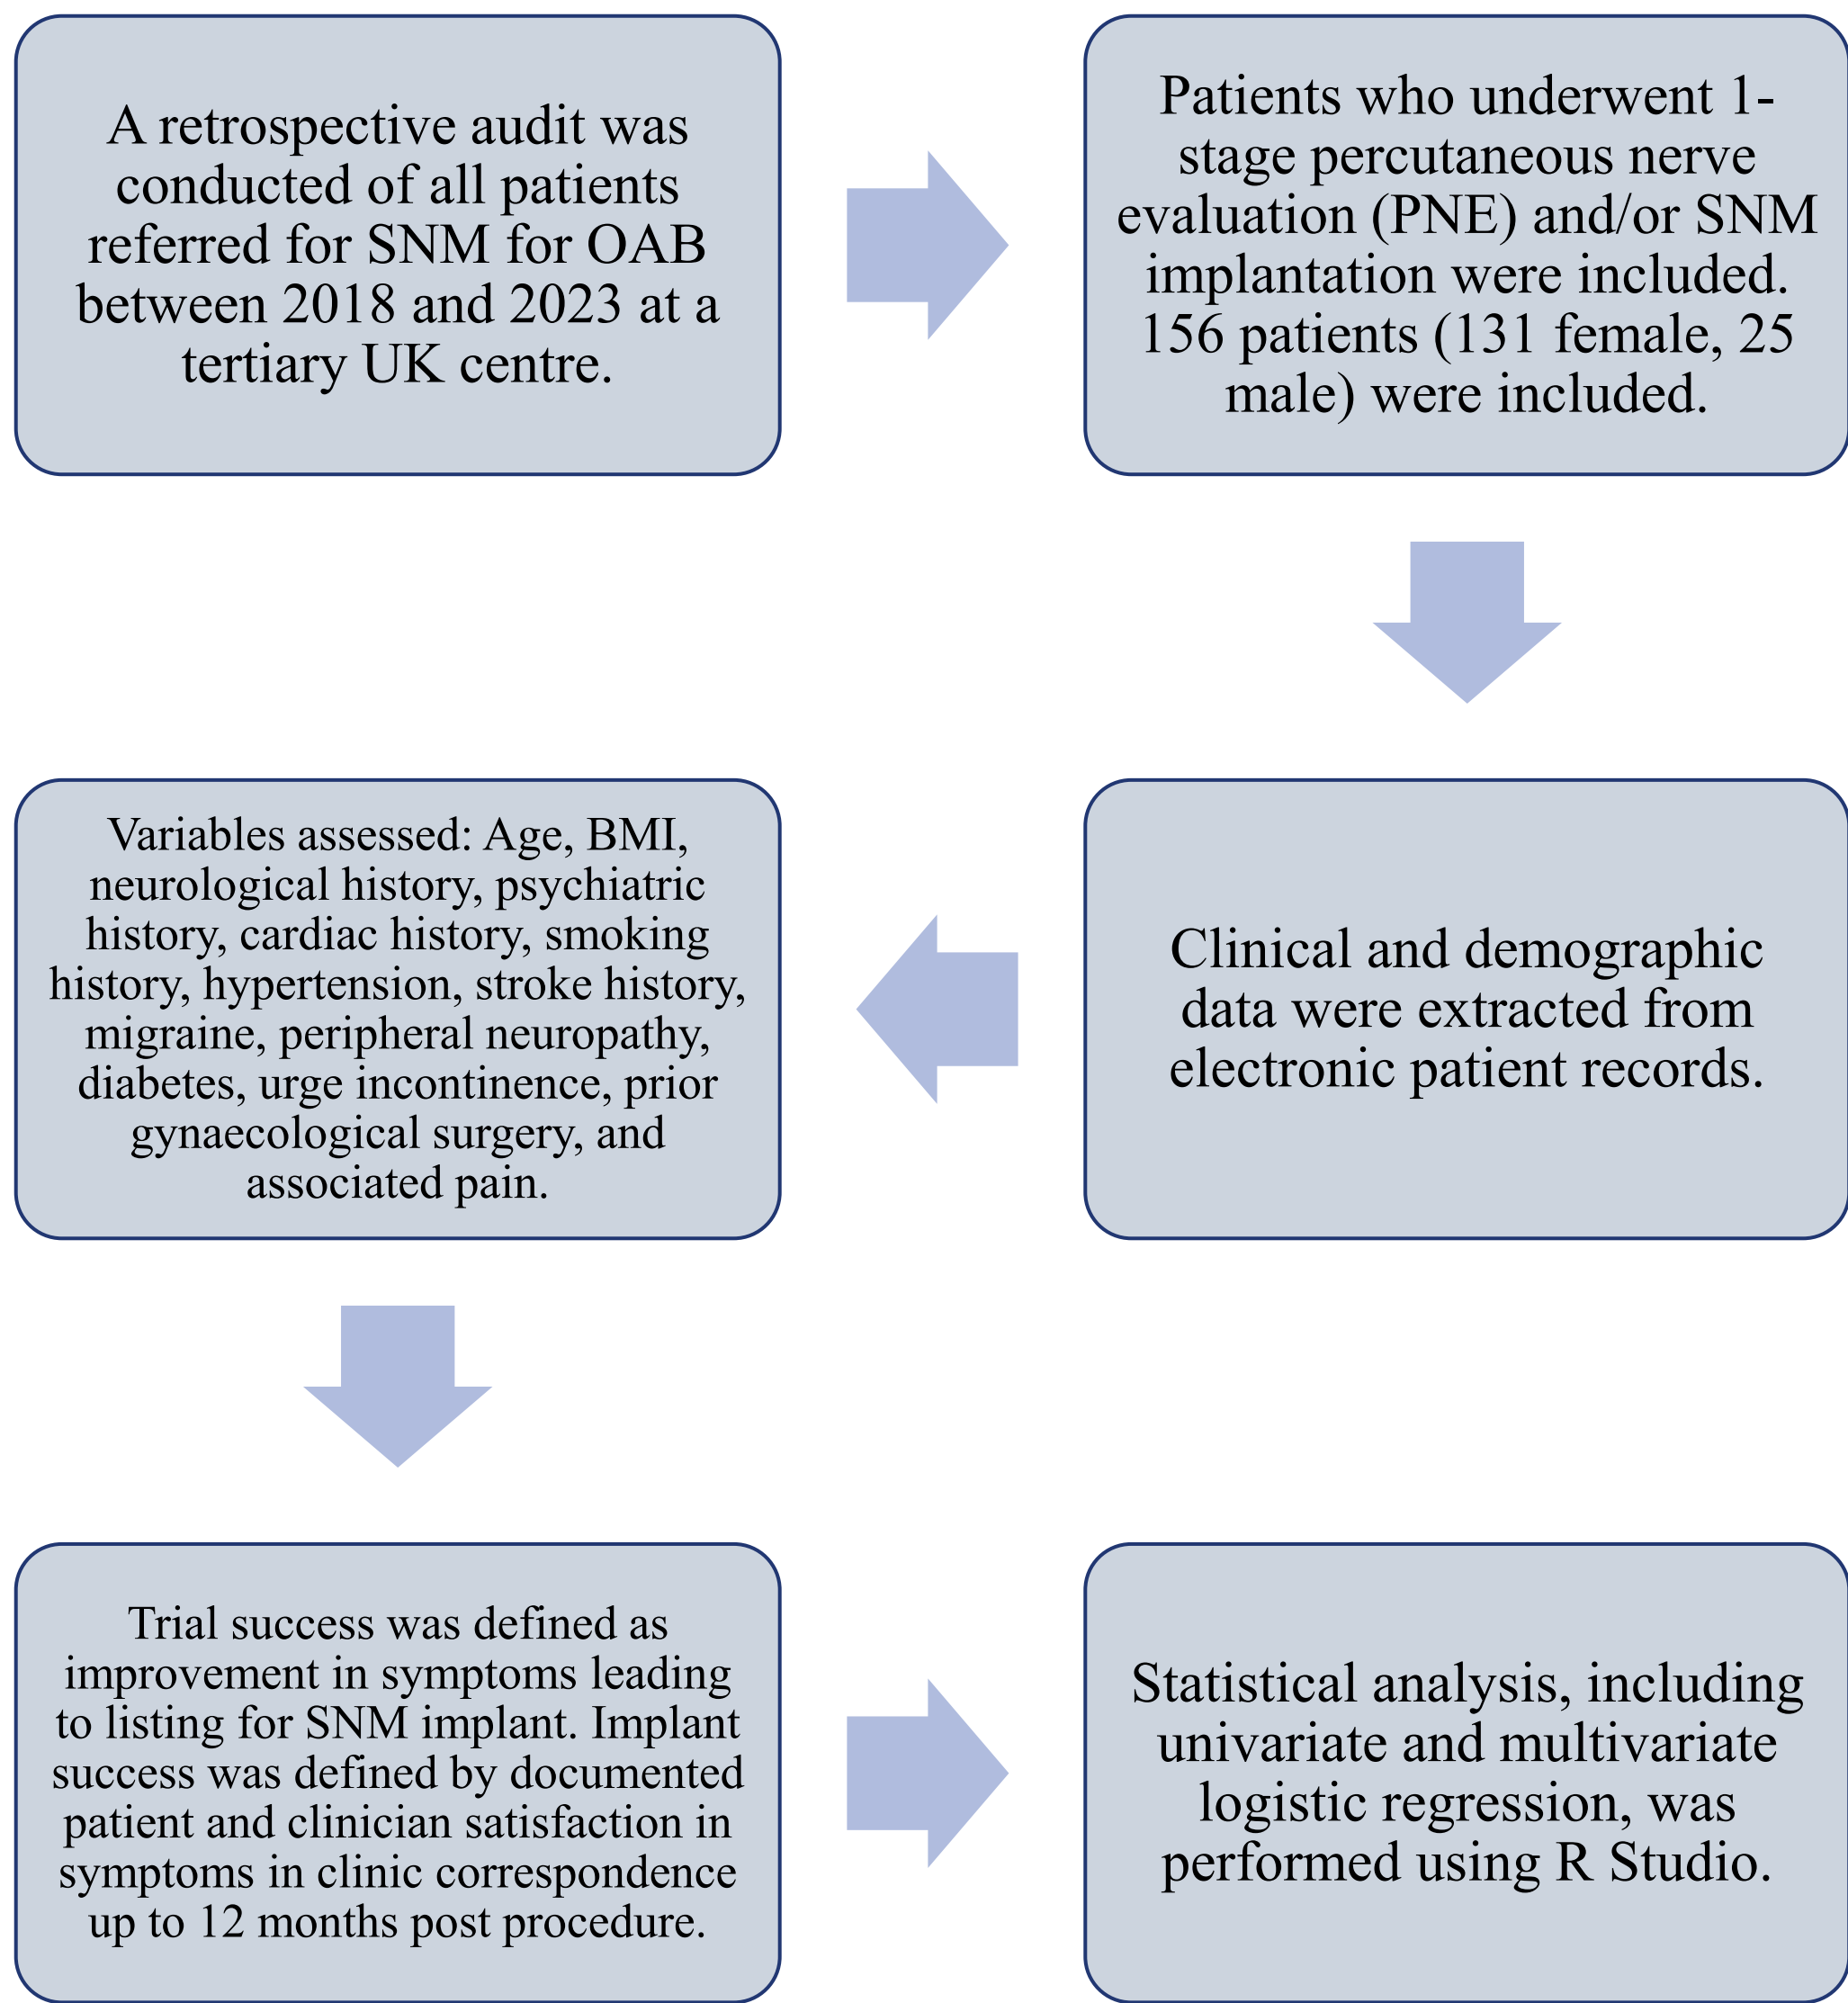 A retrospective audit was
conducted of all patients
referred for SNM for OAB
between 2018 and 2023 at a
tertiary UK centre.
Patients who underwent 1-
stage percutaneous nerve
evaluation (PNE) and/or SNM
implantation were included.
156 patients (131 female, 25
male) were included.
Clinical and demographic
data were extracted from
electronic patient records.
Variables assessed: Age, BMI,
neurological history, psychiatric
history, cardiac history, smoking
history, hypertension, stroke history,
migraine, peripheral neuropathy,
diabetes, urge incontinence, prior
gynaecological surgery, and
associated pain.
Trial success was defined as
improvement in symptoms leading
to listing for SNM implant. Implant
success was defined by documented
patient and clinician satisfaction in
symptoms in clinic correspondence
up to 12 months post procedure.
Statistical analysis, including
univariate and multivariate
logistic regression, was
performed using R Studio.